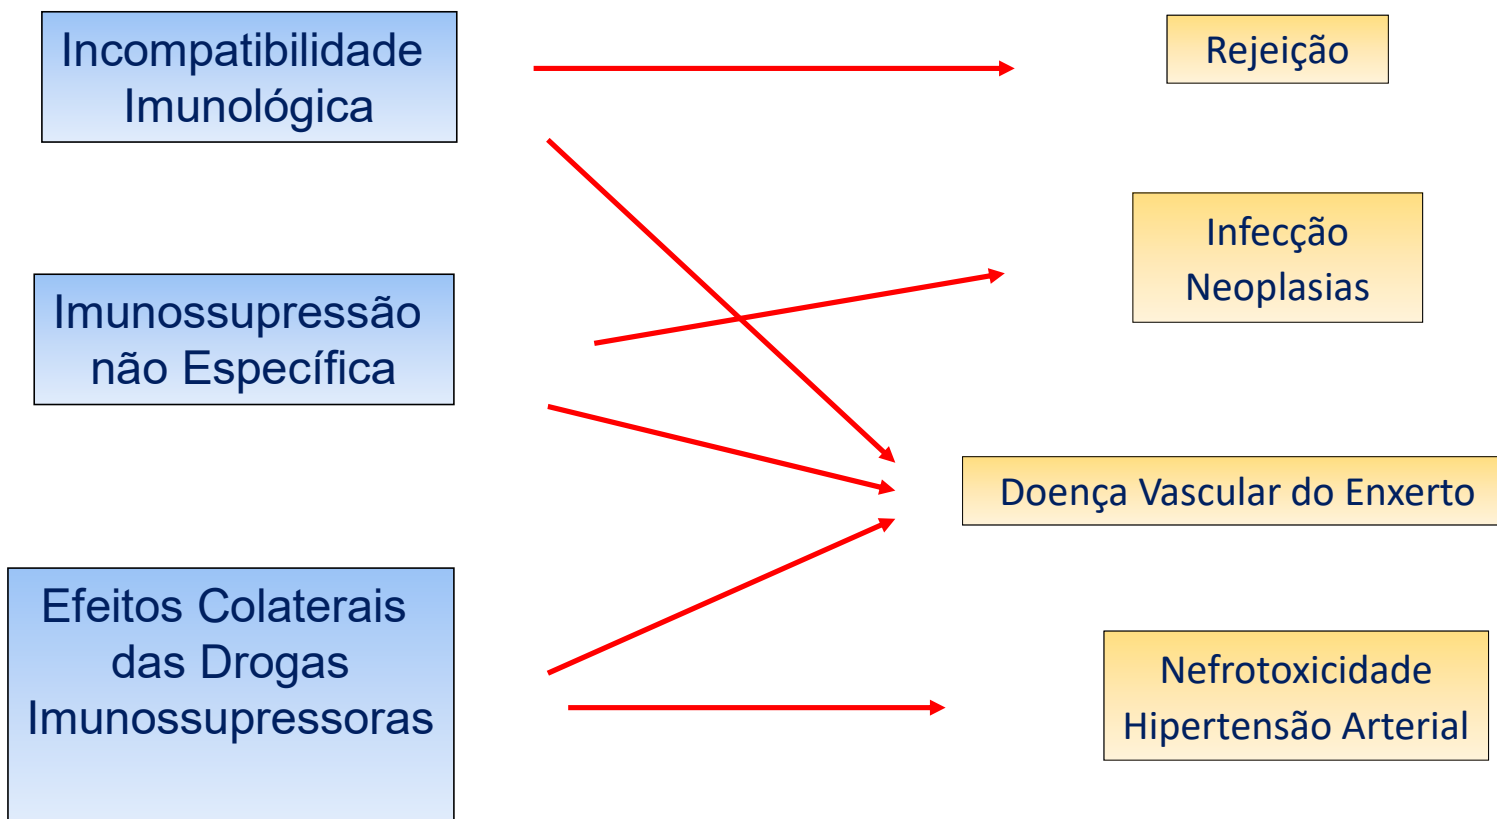 Incompatibilidade
Imunológica
Rejeição
Imunossupressão
não Específica
Infecção
Neoplasias
Doença Vascular do Enxerto
Efeitos Colaterais
das Drogas
Imunossupressoras
Nefrotoxicidade
Hipertensão Arterial